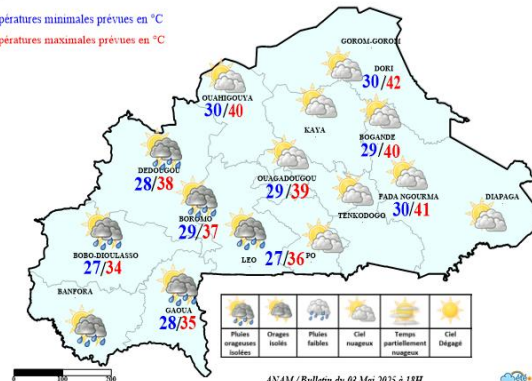 pératures minimales prévues en °C
pératures maximales prévues en °C
GOROM-GOROM
DORI
30/42
OUAHIGOUYA
30/40
KAYA
BOGANDE
29/40
DEDOUGOU
28/38
OUAGADOUGOU
29/39
FADA NGOURMA
30/41
DIAPAGA
TENKODOGO
BOROMO
29/37
BOBO-DIOULASSO
27/34
LEO
27/36
PO
BANFORA
GAOUA
28/35
Pluies orageuses isolées
Orages isolés
Pluies faibles
Ciel nuageux
Temps partiellement nuageux
Ciel Dégagé
ANAM / Bulletin du 03 Mai 2025 à 18H